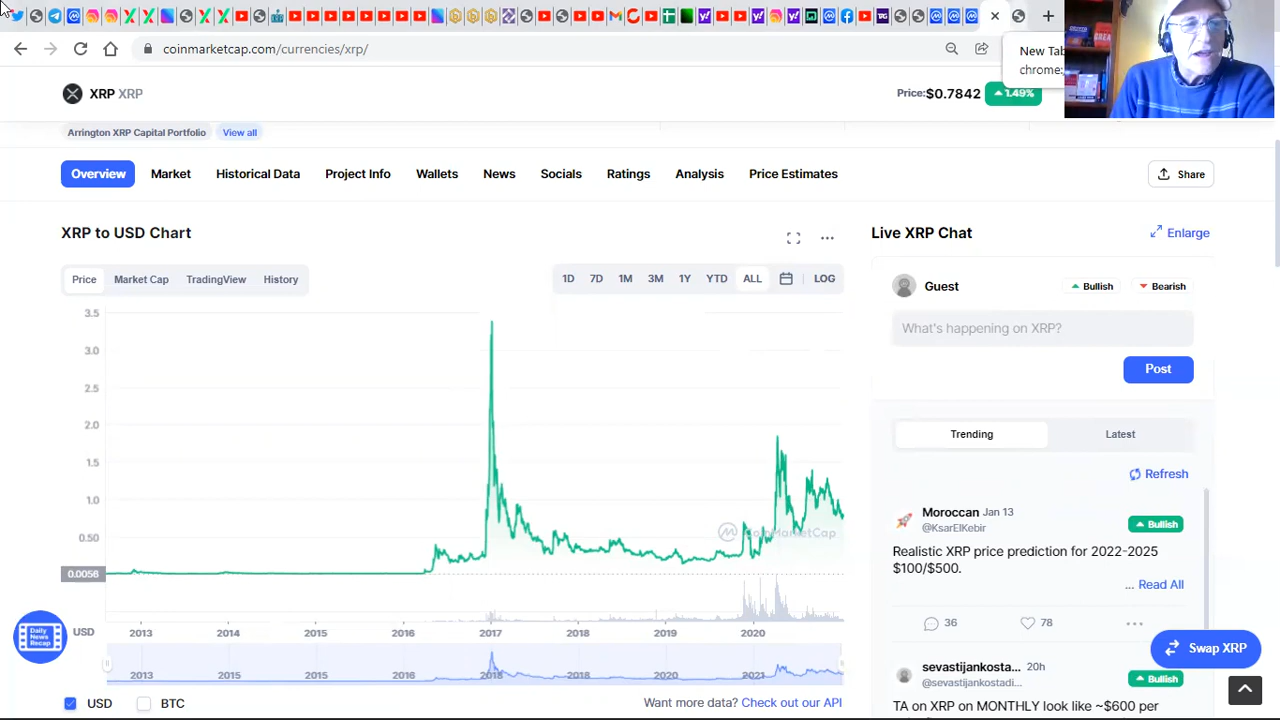 coinmarketcap.com/currencies/xrp/
New Tab
chrome:
XRP XRP
Price:$0.7842
1.49%
Arrington XRP Capital Portfolio
View all
Overview
Market
Historical Data
Project Info
Wallets
News
Socials
Ratings
Analysis
Price Estimates
Share
XRP to USD Chart
Price
Market Cap
TradingView
History
1D
7D
1M
3M
1Y
YTD
ALL
LOG
3.5
3.0
2.5
2.0
1.5
1.0
0.50
0.0056
CoinMarketCap
USD
2013
2014
2015
2016
2017
2018
2019
2020
2013
2015
2015
2016
2018
2018
2019
2021
USD
BTC
Want more data? Check out our API
Daily
News
Recap
Live XRP Chat
Enlarge
Guest
Bullish
Bearish
What's happening on XRP?
Post
Trending
Latest
Refresh
Moroccan Jan 13
@KsarElKebir
Bullish
Realistic XRP price prediction for 2022-2025
$100/$500.
... Read All
36
78
Swap XRP
sevastijankosta... 20h
@sevastijankostadi...
Bullish
TA on XRP on MONTHLY look like ~$600 per